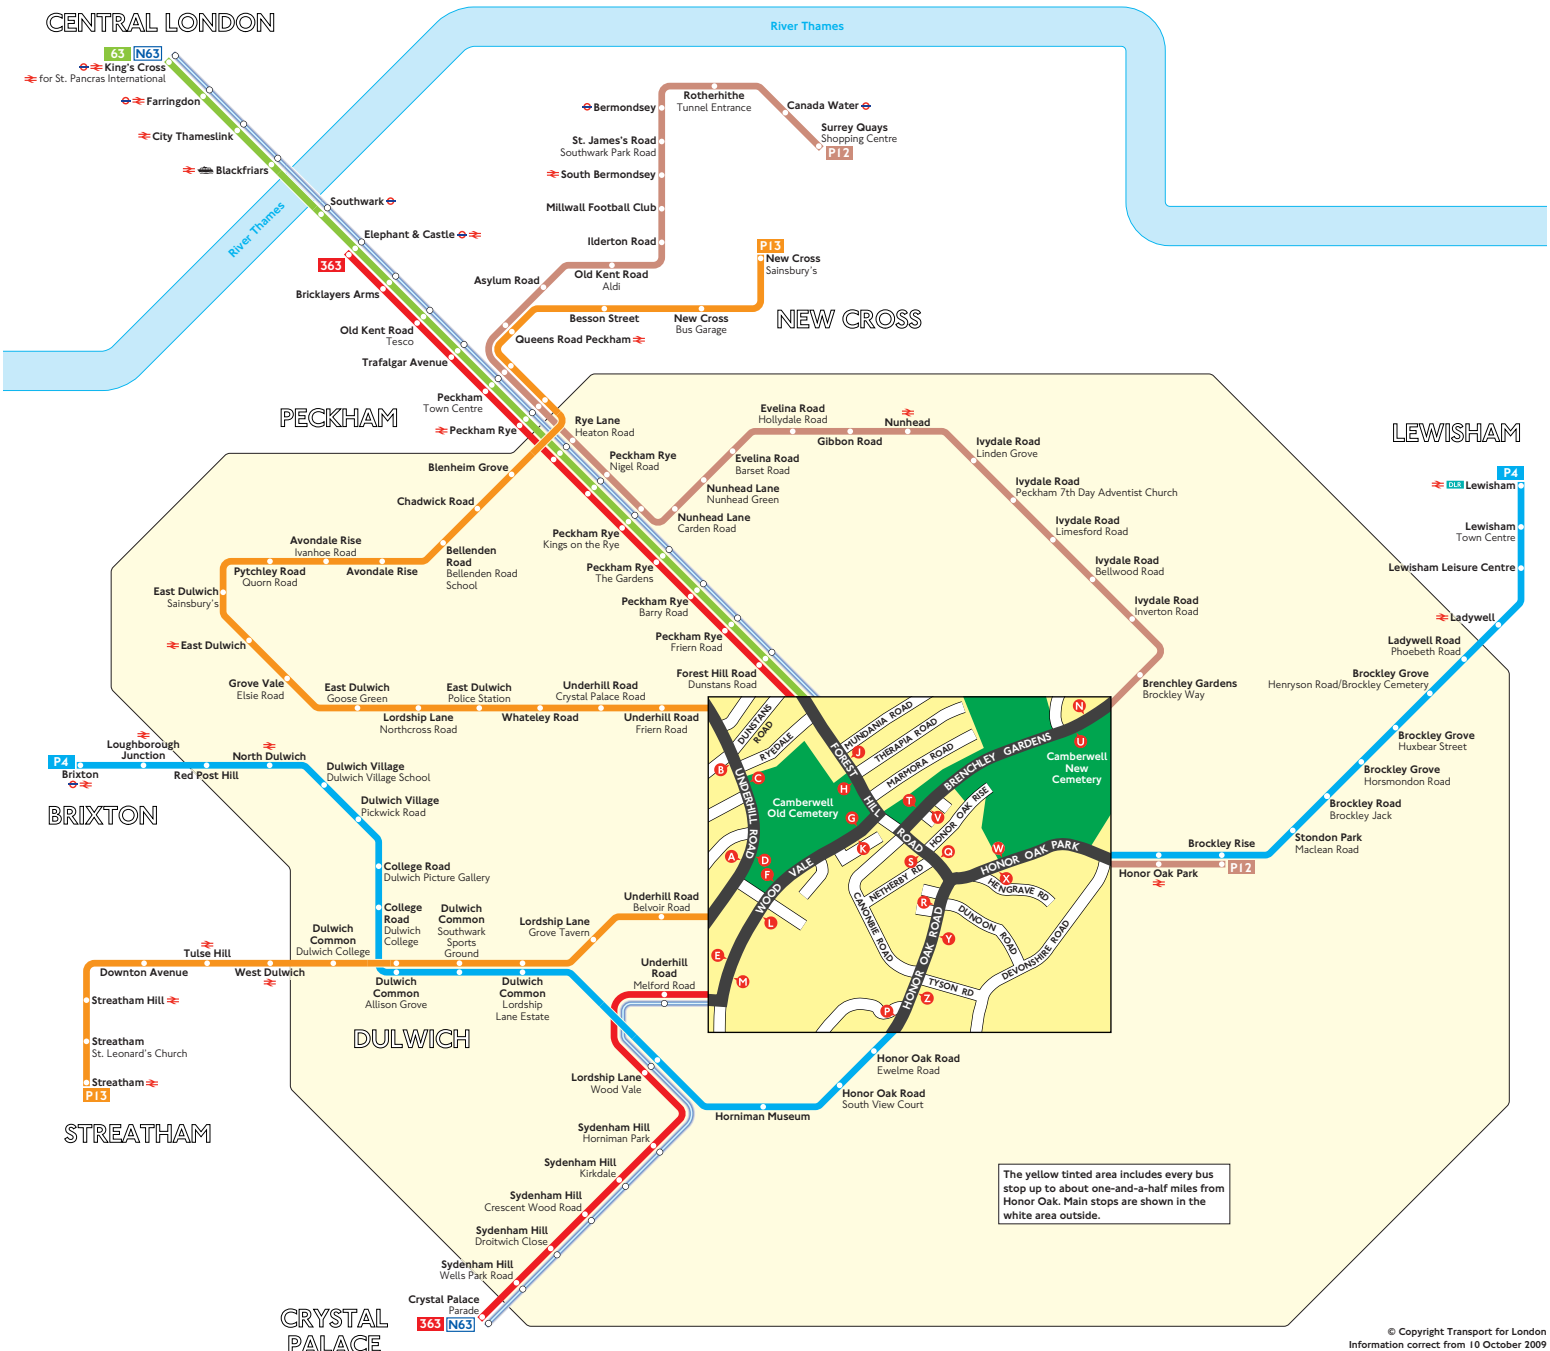 CENTRAL LONDON
River Thames
63 N63
King's Cross
for St. Pancras International
Farringdon
City Thameslink
Blackfriars
Southwark
River Thames
Elephant & Castle
363
Bricklayers Arms
Old Kent Road
Tesco
Trafalgar Avenue
Peckham
Town Centre
PECKHAM
Peckham Rye
Rotherhithe
Tunnel Entrance
Bermondsey
Canada Water
Surrey Quays
Shopping Centre
P12
St. James's Road
Southwark Park Road
South Bermondsey
Millwall Football Club
Ilderton Road
Old Kent Road
Aldi
Asylum Road
P13
New Cross
Sainsbury's
Besson Street
New Cross
Bus Garage
NEW CROSS
Queens Road Peckham
Rye Lane
Heaton Road
Peckham Rye
Nigel Road
Evelina Road
Hollydale Road
Nunhead
Gibbon Road
Evelina Road
Barset Road
Nunhead Lane
Nunhead Green
Nunhead Lane
Carden Road
Ivydale Road
Linden Grove
Ivydale Road
Peckham 7th Day Adventist Church
Ivydale Road
Limesford Road
Ivydale Road
Bellwood Road
Ivydale Road
Inverton Road
Brenchley Gardens
Brockley Way
LEWISHAM
P4
DLR Lewisham
Lewisham
Town Centre
Lewisham Leisure Centre
Ladywell
Ladywell Road
Phoebeth Road
Brockley Grove
Henryson Road/Brockley Cemetery
Brockley Grove
Huxbear Street
Brockley Grove
Horsmondon Road
Brockley Road
Brockley Jack
Stondon Park
Maclean Road
Brockley Rise
Honor Oak Park
P12
Blenheim Grove
Chadwick Road
Bellenden
Road
Bellenden Road
School
Avondale Rise
Ivanhoe Road
Avondale Rise
Pytchley Road
Quorn Road
East Dulwich
Sainsbury's
East Dulwich
Grove Vale
Elsie Road
East Dulwich
Goose Green
Lordship Lane
Northcross Road
East Dulwich
Police Station
Whateley Road
Underhill Road
Crystal Palace Road
Underhill Road
Friern Road
Peckham Rye
Kings on the Rye
Peckham Rye
The Gardens
Peckham Rye
Barry Road
Peckham Rye
Friern Road
Forest Hill Road
Dunstans Road
P4
Brixton
BRIXTON
Loughborough
Junction
Red Post Hill
North Dulwich
Dulwich Village
Dulwich Village School
Dulwich Village
Pickwick Road
College Road
Dulwich Picture Gallery
College
Road
Dulwich
College
Dulwich
Common
Dulwich College
Dulwich
Common
Southwark
Sports
Ground
Lordship Lane
Grove Tavern
Underhill Road
Belvoir Road
Tulse Hill
Downton Avenue
West Dulwich
Dulwich
Common
Allison Grove
Dulwich
Common
Lordship
Lane Estate
Streatham Hill
Streatham
St. Leonard's Church
Streatham
P13
STREATHAM
DULWICH
Underhill
Road
Melford Road
Lordship Lane
Wood Vale
Sydenham Hill
Horniman Park
Sydenham Hill
Kirkdale
Sydenham Hill
Crescent Wood Road
Sydenham Hill
Droitwich Close
Sydenham Hill
Wells Park Road
Crystal Palace
Parade
363 N63
CRYSTAL
PALACE
Horniman Museum
Honor Oak Road
Ewelme Road
Honor Oak Road
South View Court
DUNSTANS
ROAD
RYEDALE
UNDERHILL ROAD
FOREST HILL ROAD
MUNDANIA ROAD
THERAPIA ROAD
MARMORA ROAD
BRENCHLEY GARDENS
Camberwell
Old Cemetery
Camberwell
New
Cemetery
HONOR OAK RISE
HONOR OAK PARK
WOOD VALE
NETHERBY RD
CANONBIE ROAD
HENGRAVE RD
DUNOON ROAD
DEVONSHIRE ROAD
HONOR OAK ROAD
TYSON RD
A
B
C
D
E
F
G
H
J
K
L
M
N
P
Q
R
S
T
U
V
W
X
Y
Z
The yellow tinted area includes every bus
stop up to about one-and-a-half miles from
Honor Oak. Main stops are shown in the
white area outside.
© Copyright Transport for London
Information correct from 10 October 2009